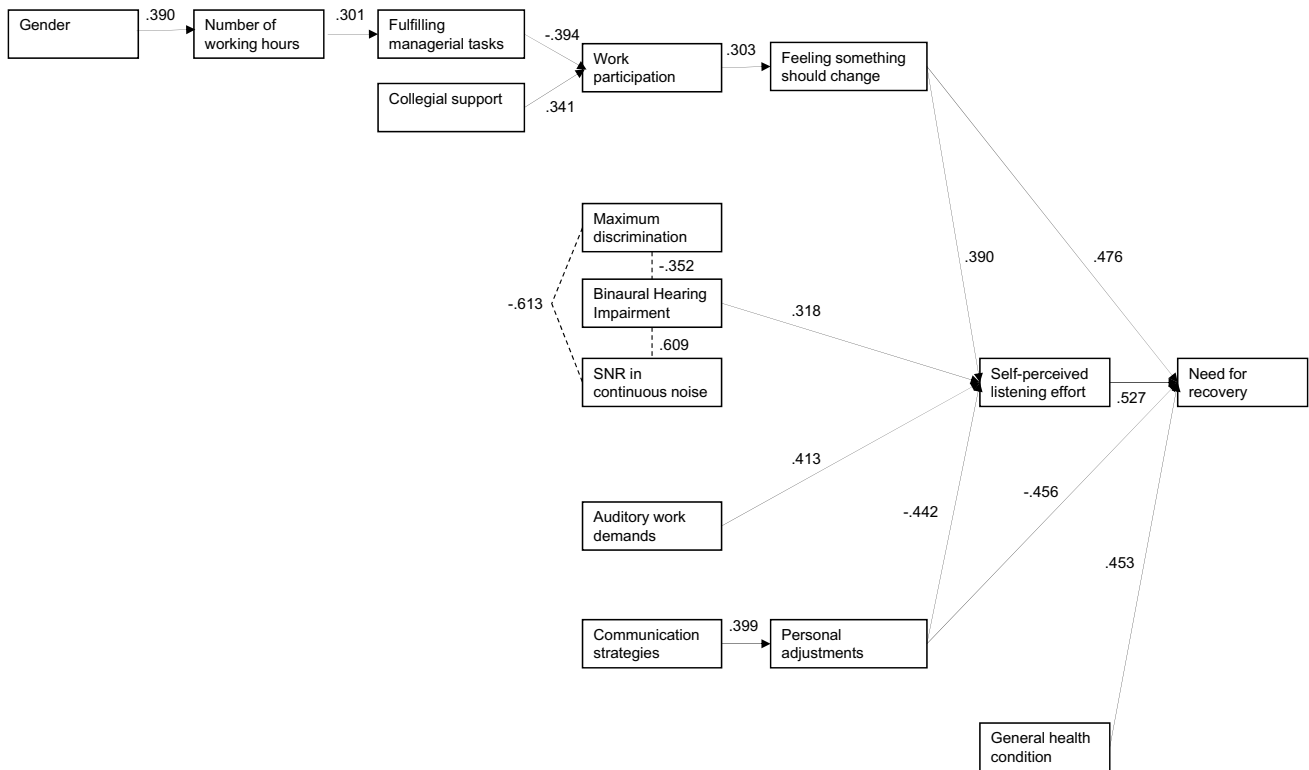 Gender
.390
Number of
working hours
.301
Fulfilling
managerial tasks
-.394
Collegial support
.341
Work
participation
.303
Feeling something
should change
Maximum
discrimination
-.352
-.613
Binaural Hearing
Impairment
.609
SNR in
continuous noise
.318
.390
.476
Self-perceived
listening effort
.527
Need for
recovery
.413
Auditory work
demands
-.442
-.456
.453
Communication
strategies
.399
Personal
adjustments
General health
condition